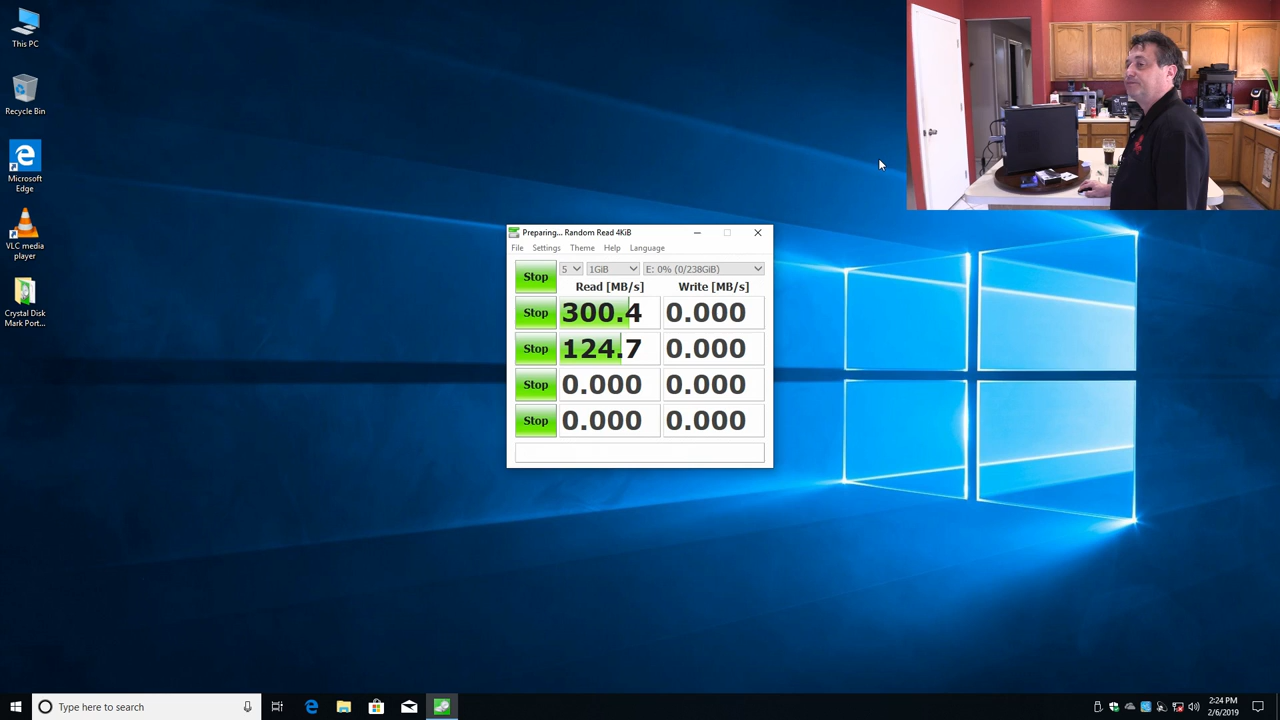 This PC
Recycle Bin
Microsoft
Edge
VLC media
player
Crystal Disk
Mark Port...
Preparing... Random Read 4KiB
File Settings Theme Help Language
Stop 5 1GiB E: 0% (0/238GiB)
Read [MB/s] Write [MB/s]
Stop 300.4 0.000
Stop 124.7 0.000
Stop 0.000 0.000
Stop 0.000 0.000
Type here to search
2:24 PM
2/6/2019